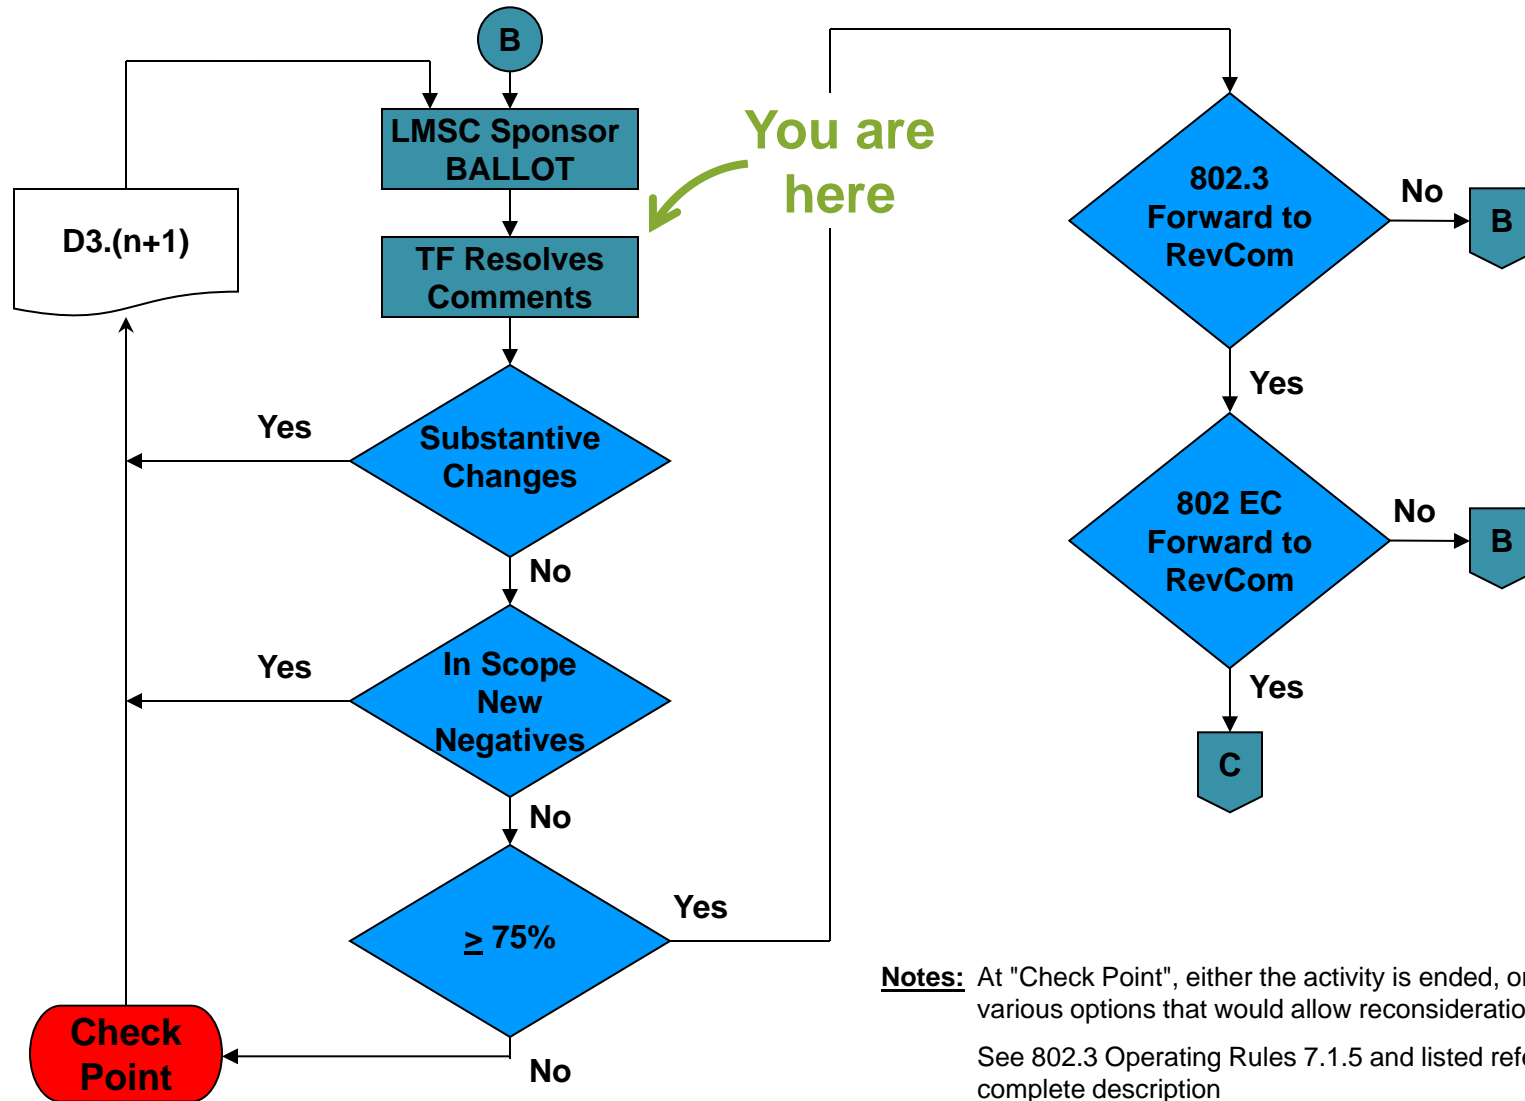 B
LMSC Sponsor
BALLOT
You are
here
D3.(n+1)
TF Resolves
Comments
Yes
Substantive
Changes
No
Yes
In Scope
New
Negatives
No
≥ 75%
Yes
Check
Point
No
802.3
Forward to
RevCom
No
B
Yes
802 EC
Forward to
RevCom
No
B
Yes
C
Notes: At "Check Point", either the activity is ended, or
various options that would allow
See 802.3 Operating Rules 7.1.5 and listed
complete description